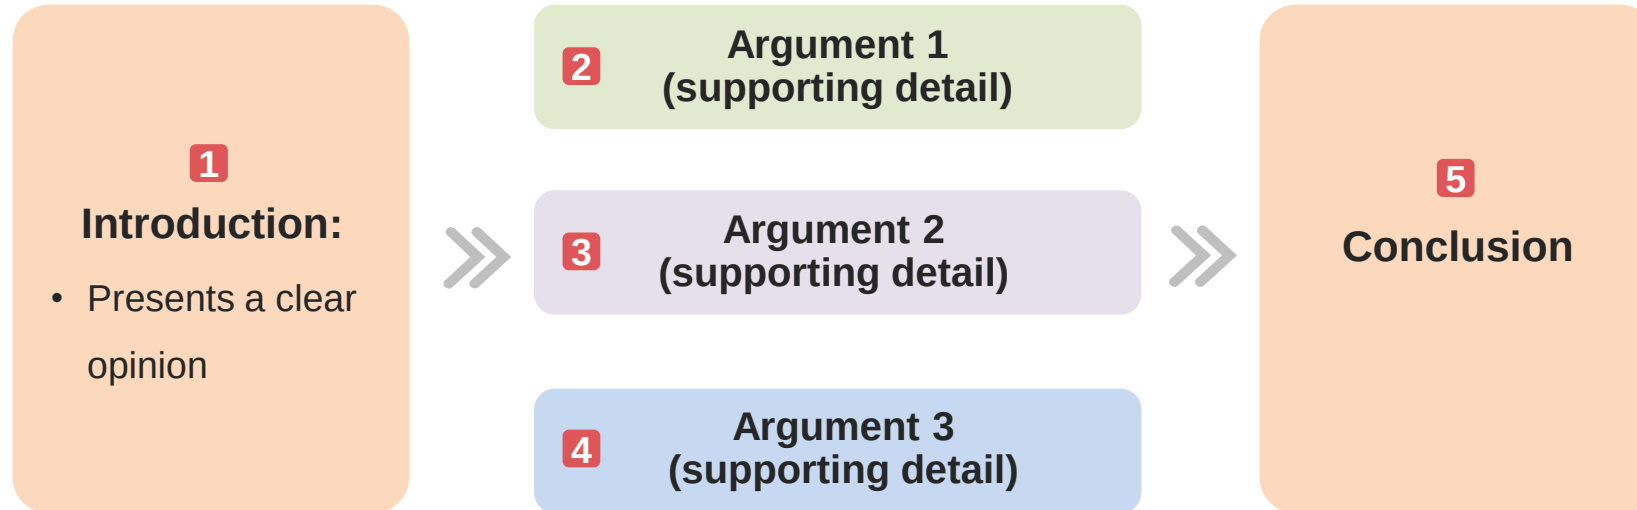 1
Introduction:
• Presents a clear
opinion
2
Argument 1
(supporting detail)
3
Argument 2
(supporting detail)
4
Argument 3
(supporting detail)
5
Conclusion